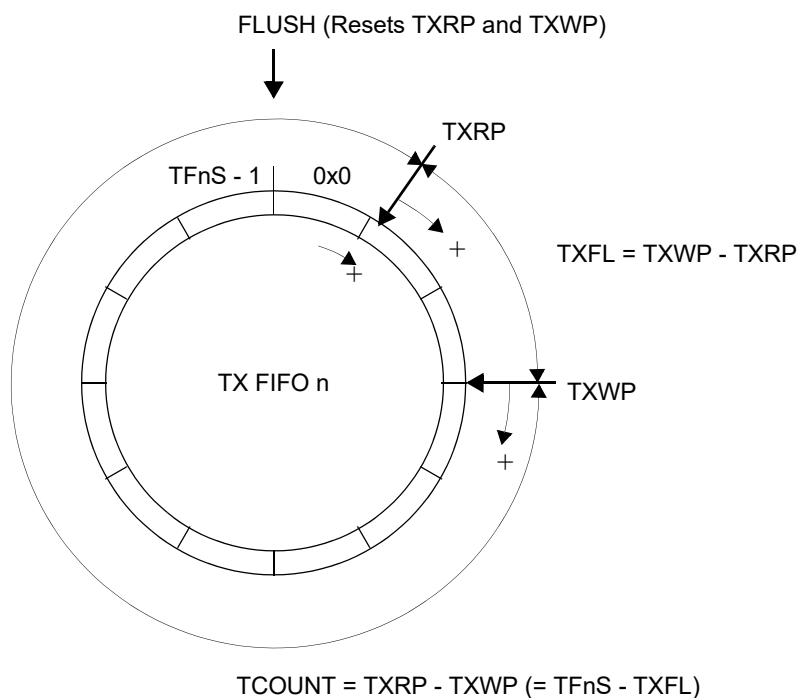 FLUSH (Resets TXRP and TXWP)
TXRP
TFnS - 1
0x0
+
+
TXFL = TXWP - TXRP
TX FIFO n
TXWP
+
TCOUNT = TXRP - TXWP (= TFnS - TXFL)